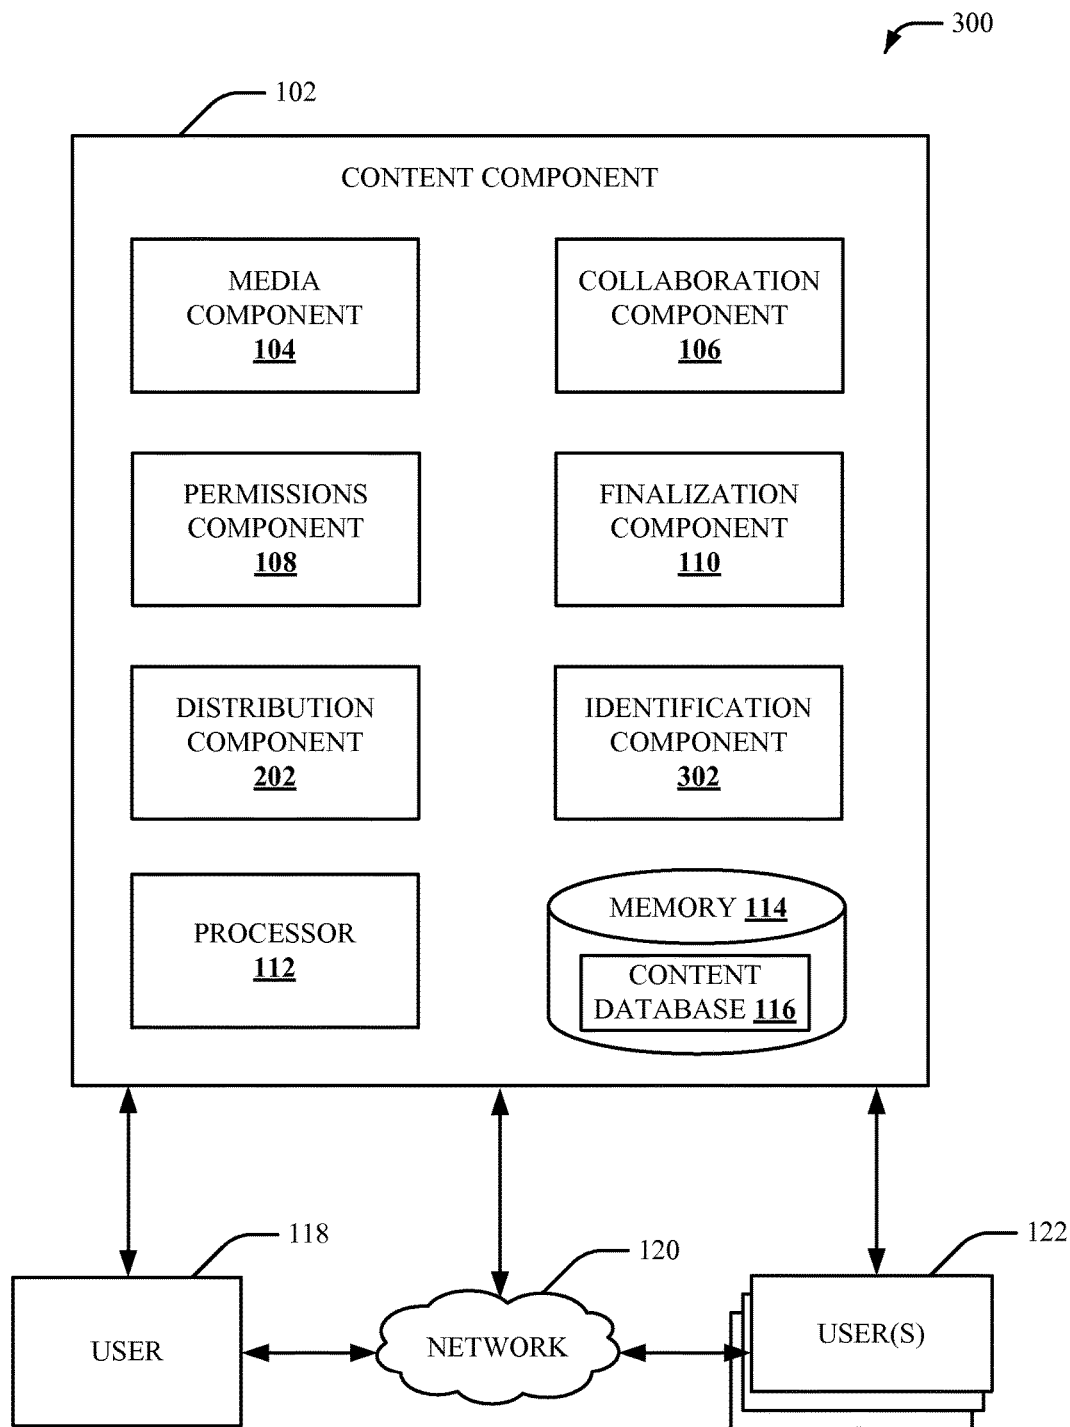 300
102
CONTENT COMPONENT
MEDIA
COMPONENT
104
COLLABORATION
COMPONENT
106
PERMISSIONS
COMPONENT
108
FINALIZATION
COMPONENT
110
DISTRIBUTION
COMPONENT
202
IDENTIFICATION
COMPONENT
302
PROCESSOR
112
MEMORY 114
CONTENT
DATABASE 116
118
120
122
USER
NETWORK
USER(S)